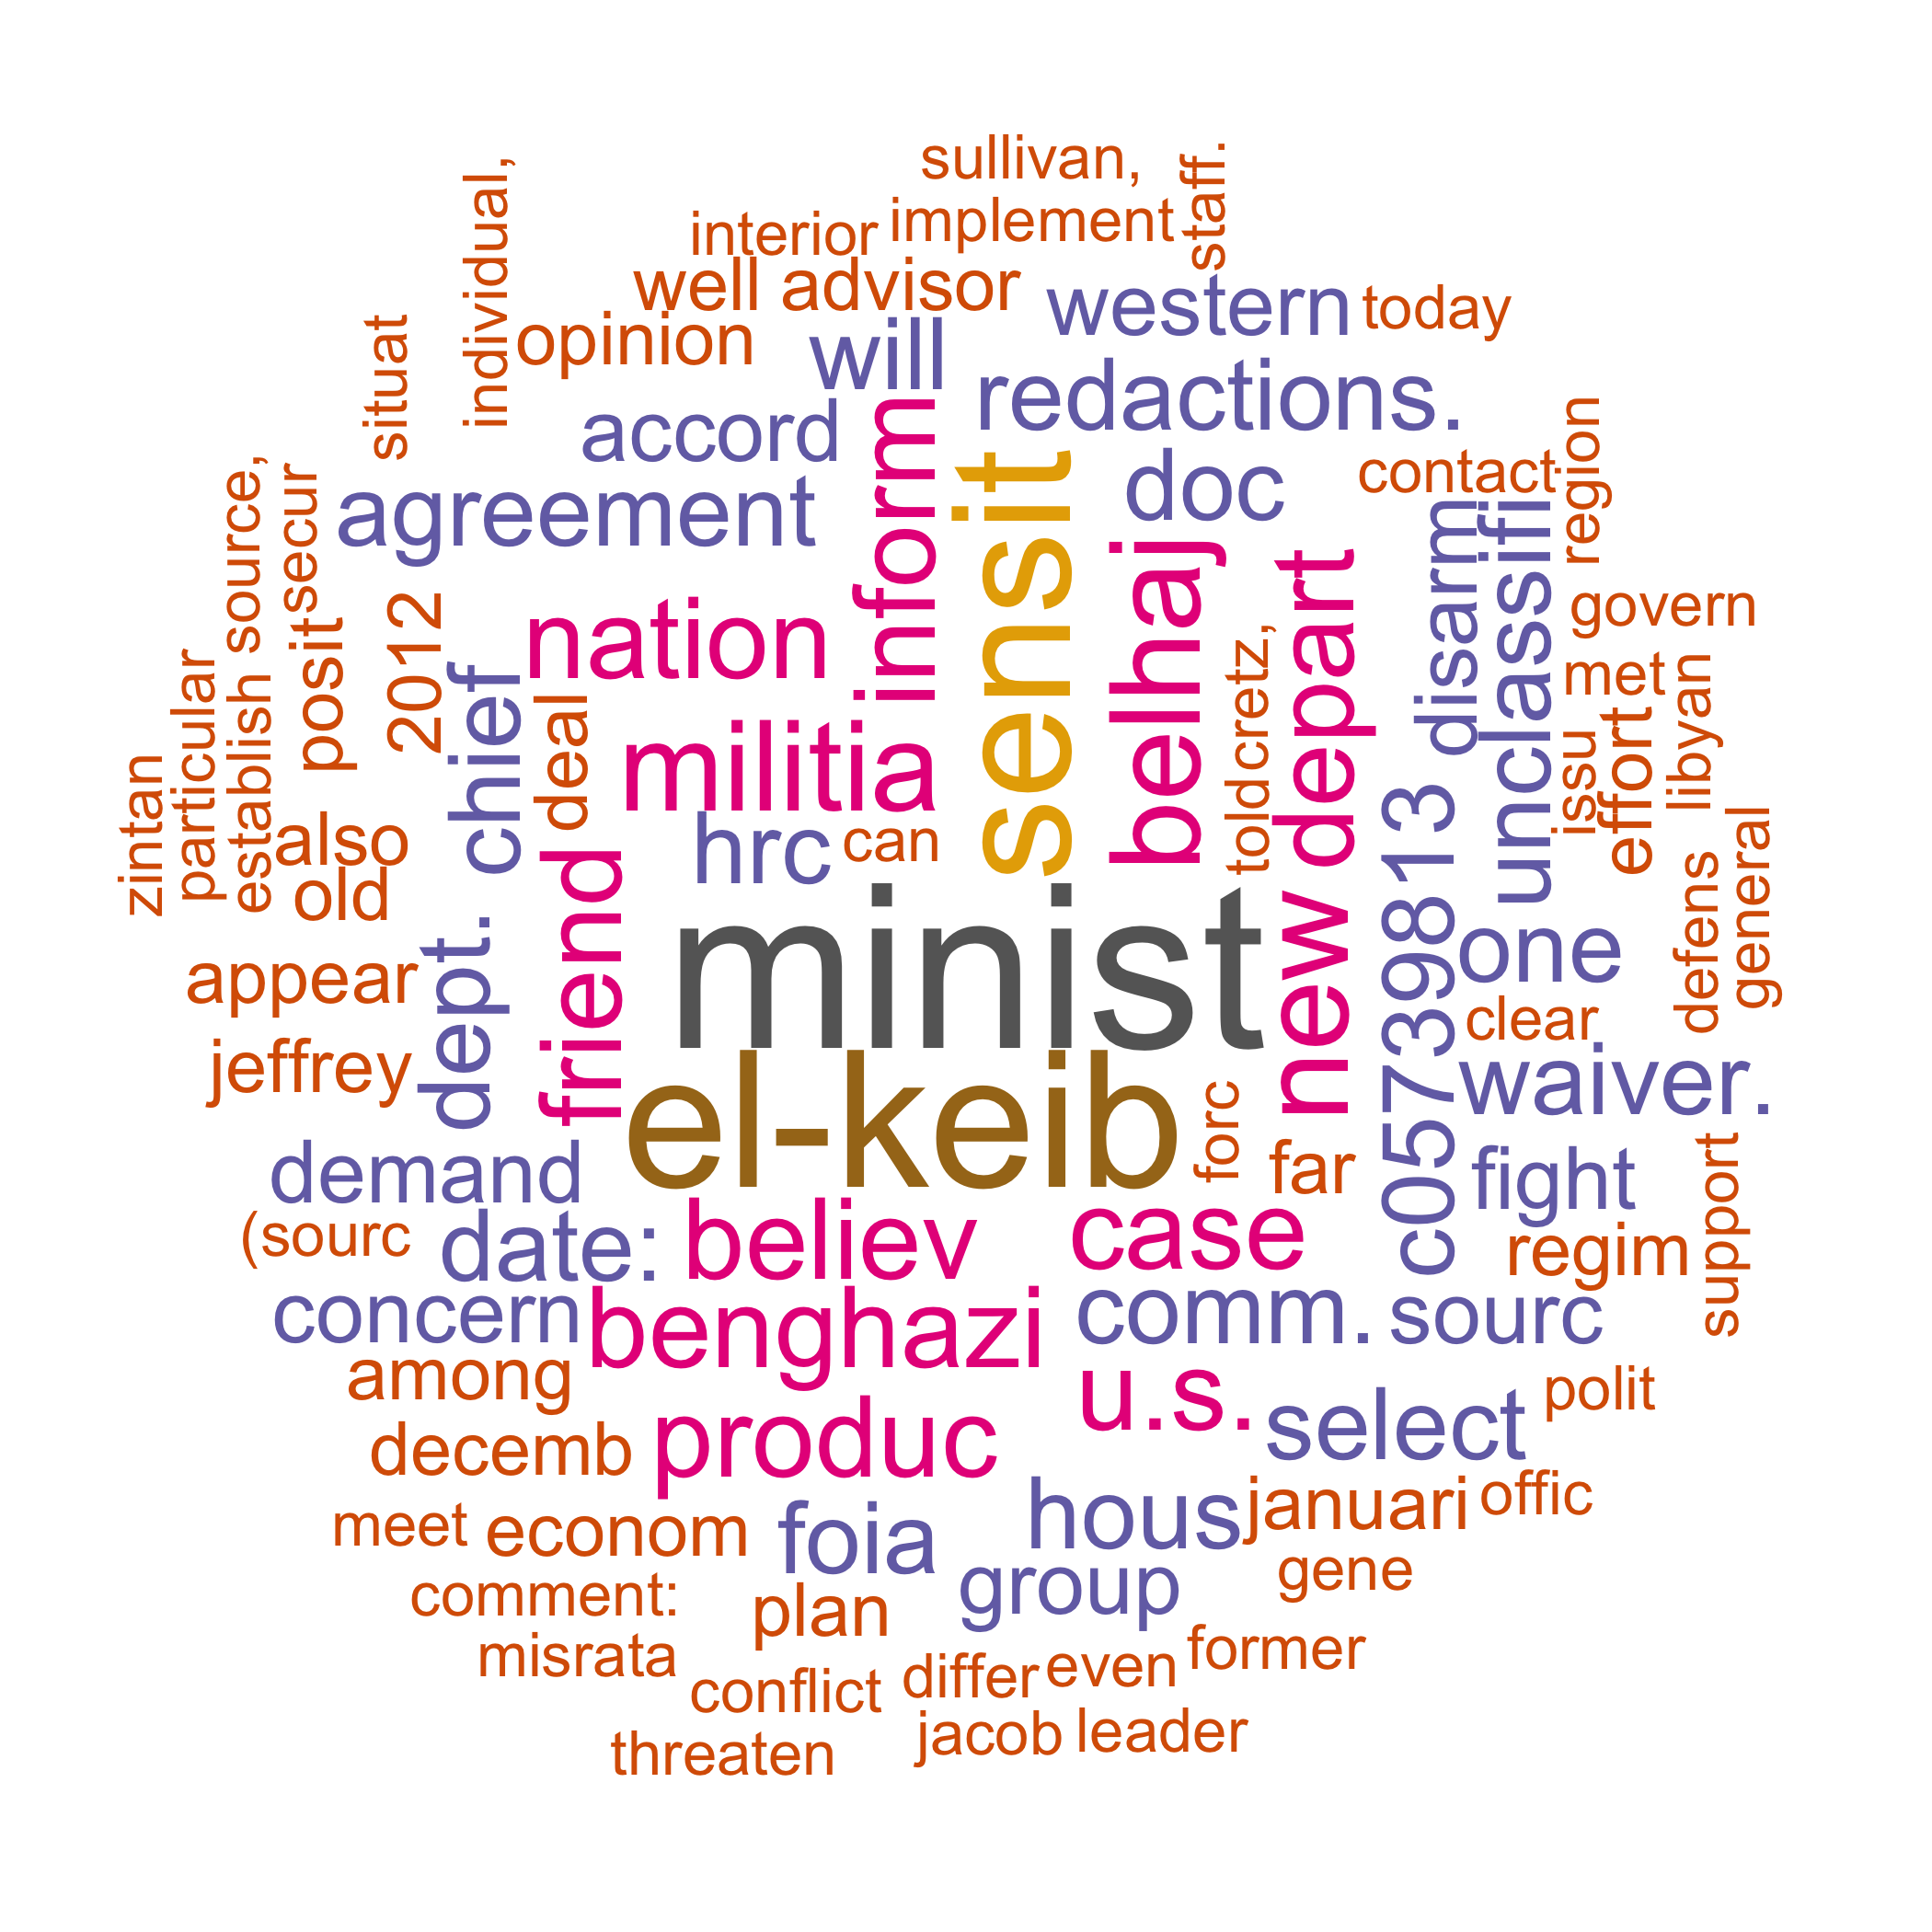 sullivan,
staff.
individual,
interior
implement
well
advisor
western
today
situat
opinion
will
redactions.
accord
inform
sensit
doc
contact
region
source,
secur
agreement
belhaj
depart
disarm
unclassifi
govern
2012
nation
posit
particular
establish
chief
deal
militia
cretz,
told
met
libyan
zintan
also
hrc
can
c05739813
issu
effort
old
friend
minist
new
one
defens
general
appear
dept.
clear
jeffrey
el-keib
forc
waiver.
demand
far
fight
support
(sourc
date:
believ
case
regim
concern
benghazi
comm.
sourc
among
u.s.
select
polit
decemb
produc
meet
econom
foia
hous
januari
offic
comment:
plan
group
gene
misrata
conflict
differ
even
former
threaten
jacob
leader